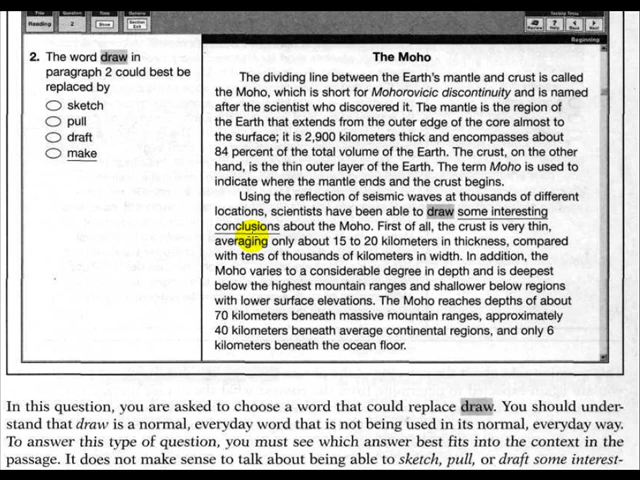 Reading
2
Beginning
2. The word draw in
paragraph 2 could best be
replaced by
sketch
pull
draft
make
The Moho
The dividing line between the Earth's mantle and crust is called
the Moho, which is short for Mohorovicic discontinuity and is named
after the scientist who discovered it. The mantle is the region of
the Earth that extends from the outer edge of the core almost to
the surface; it is 2,900 kilometers thick and encompasses about
84 percent of the total volume of the Earth. The crust, on the other
hand, is the thin outer layer of the Earth. The term Moho is used to
indicate where the mantle ends and the crust begins.
Using the reflection of seismic waves at thousands of different
locations, scientists have been able to draw some interesting
conclusions about the Moho. First of all, the crust is very thin,
averaging only about 15 to 20 kilometers in thickness, compared
with tens of thousands of kilometers in width. In addition, the
Moho varies to a considerable degree in depth and is deepest
below the highest mountain ranges and shallower below regions
with lower surface elevations. The Moho reaches depths of about
70 kilometers beneath massive mountain ranges, approximately
40 kilometers beneath average continental regions, and only 6
kilometers beneath the ocean floor.
In this question, you are asked to choose a word that could replace draw. You should under-
stand that draw is a normal, everyday word that is not being used in its normal, everyday way.
To answer this type of question, you must see which answer best fits into the context in the
passage. It does not make sense to talk about being able to sketch, pull, or draft some interest-